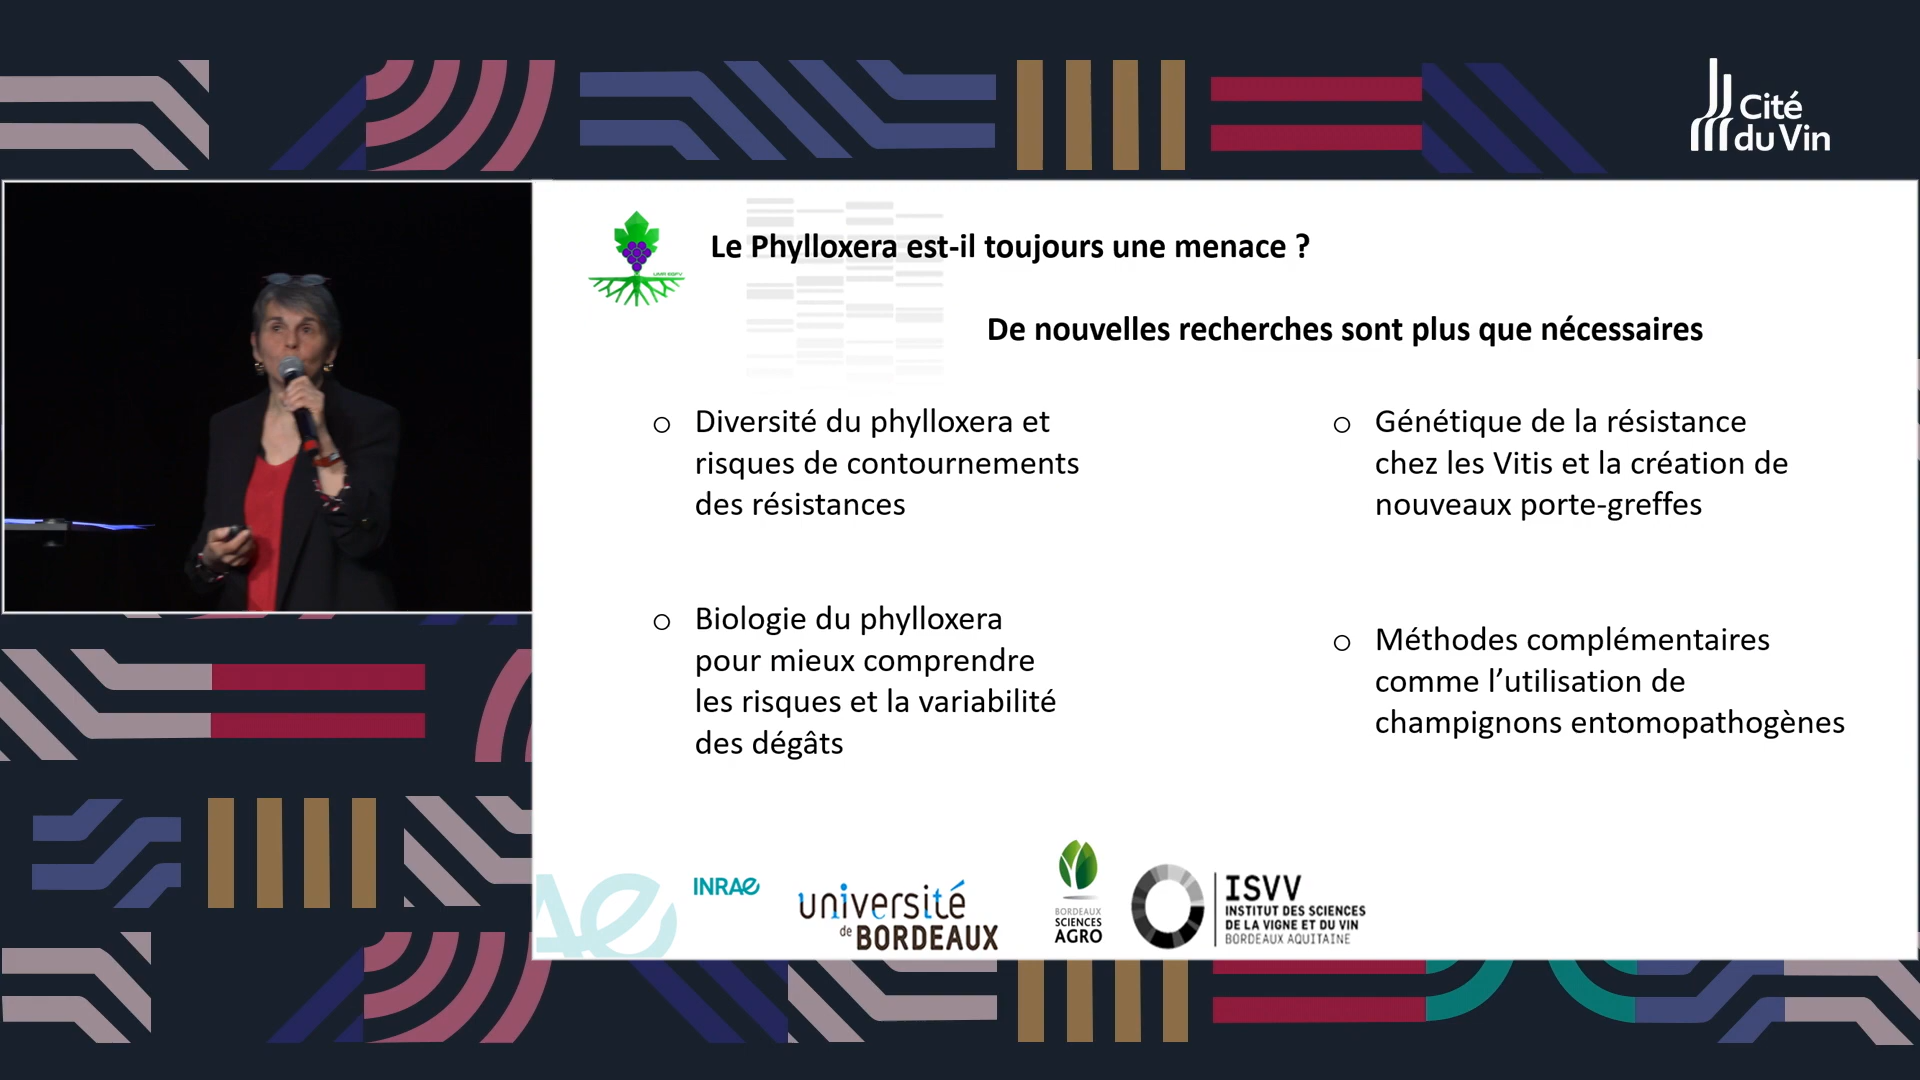 Cité
du Vin
Le Phylloxera est-il toujours une menace ?
De nouvelles recherches sont plus que nécessaires
o Diversité du phylloxera et
risques de contournements
des résistances
o Biologie du phylloxera
pour mieux comprendre
les risques et la variabilité
des dégâts
o Génétique de la résistance
chez les Vitis et la création de
nouveaux porte-greffes
o Méthodes complémentaires
comme l’utilisation de
champignons entomopathogènes
INRAE
université
de BORDEAUX
BORDEAUX
SCIENCES
AGRO
ISVV
INSTITUT DES SCIENCES
DE LA VIGNE ET DU VIN
BORDEAUX AQUITAINE